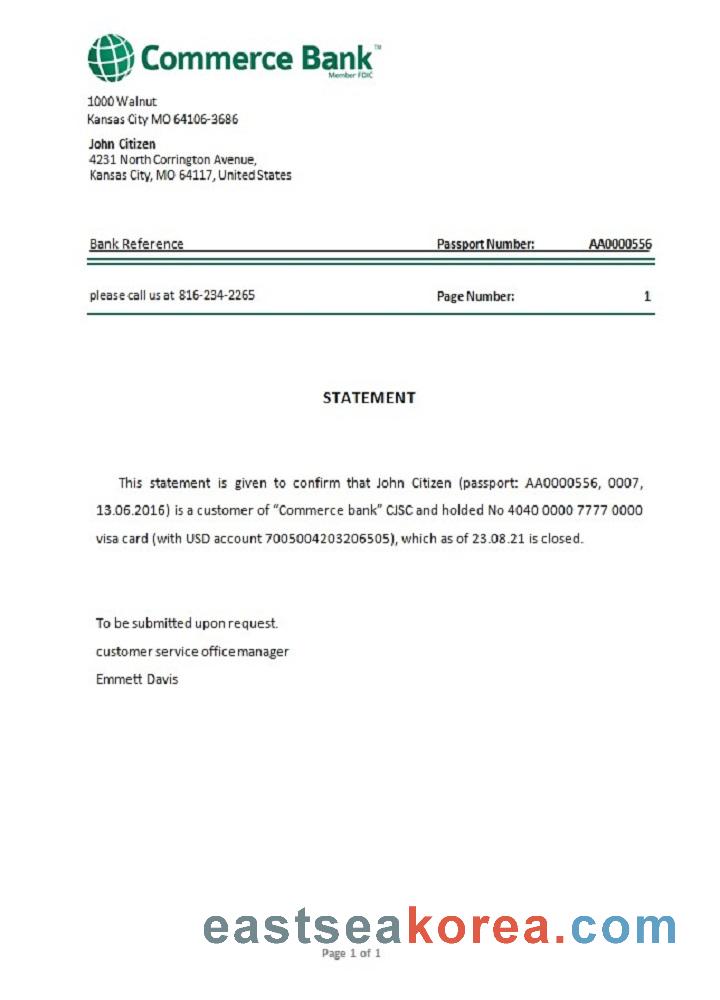 Commerce Bank™
Member FDIC
1000 Walnut
Kansas City MO 64106-3686
John Citizen
4231 North Corrington Avenue,
Kansas City, MO 64117, United States
Bank Reference Passport Number: AA0000556
please call us at 816-234-2265 Page Number: 1
STATEMENT
This statement is given to confirm that John Citizen (passport: AA0000556, 0007,
13.06.2016) is a customer of "Commerce bank" CJSC and holded No 4040 0000 7777 0000
visa card (with USD account 7005004203206505), which as of 23.08.21 is closed.
To be submitted upon request.
customer service office manager
Emmett Davis
eastseakorea.com
Page 1 of 1